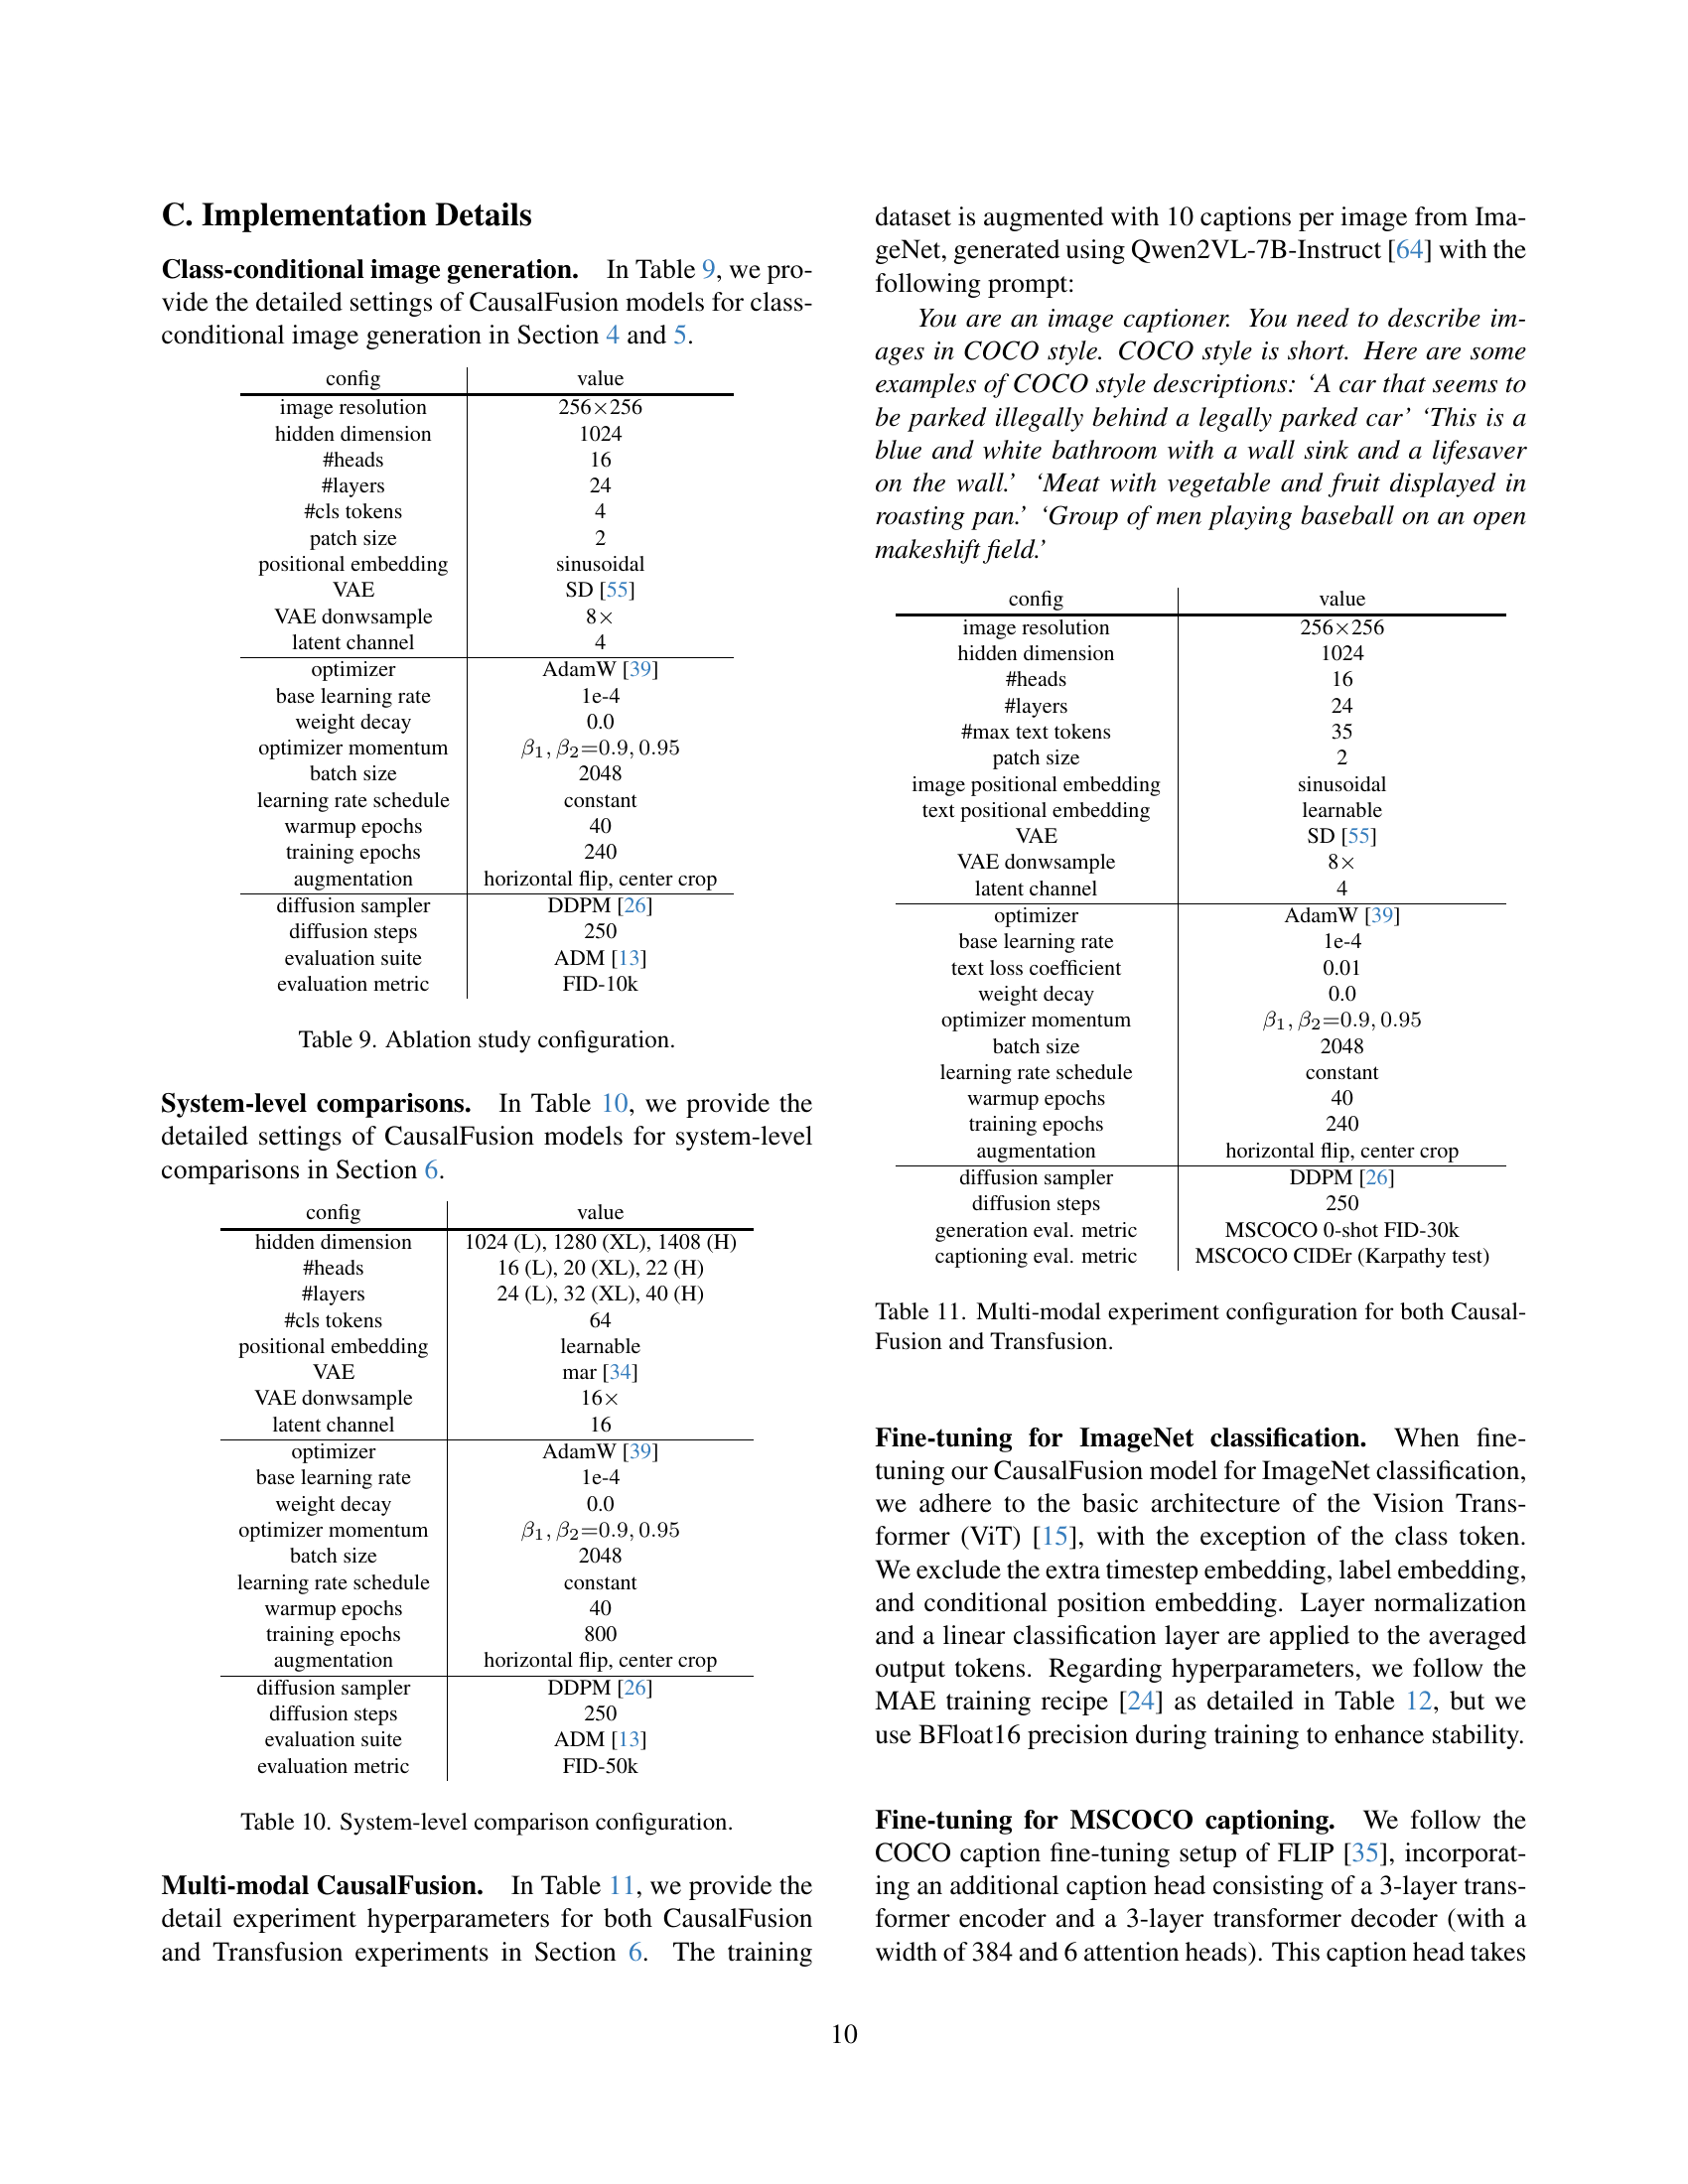 C. Implementation Details
Class-conditional image generation. In Table 9, we pro-
vide the detailed settings of CausalFusion models for class-
conditional image generation in Section 4 and 5.
config value
image resolution 256×256
hidden dimension 1024
#heads 16
#layers 24
#cls tokens 4
patch size 2
positional embedding sinusoidal
VAE SD [55]
VAE donwsample 8×
latent channel 4
optimizer AdamW [39]
base learning rate 1e-4
weight decay 0.0
optimizer momentum β₁, β₂=0.9, 0.95
batch size 2048
learning rate schedule constant
warmup epochs 40
training epochs 240
augmentation horizontal flip, center crop
diffusion sampler DDPM [26]
diffusion steps 250
evaluation suite ADM [13]
evaluation metric FID-10k
Table 9. Ablation study configuration.
System-level comparisons. In Table 10, we provide the
detailed settings of CausalFusion models for system-level
comparisons in Section 6.
config value
hidden dimension 1024 (L), 1280 (XL), 1408 (H)
#heads 16 (L), 20 (XL), 22 (H)
#layers 24 (L), 32 (XL), 40 (H)
#cls tokens 64
positional embedding learnable
VAE mar [34]
VAE donwsample 16×
latent channel 16
optimizer AdamW [39]
base learning rate 1e-4
weight decay 0.0
optimizer momentum β₁, β₂=0.9, 0.95
batch size 2048
learning rate schedule constant
warmup epochs 40
training epochs 800
augmentation horizontal flip, center crop
diffusion sampler DDPM [26]
diffusion steps 250
evaluation suite ADM [13]
evaluation metric FID-50k
Table 10. System-level comparison configuration.
Multi-modal CausalFusion. In Table 11, we provide the
detail experiment hyperparameters for both CausalFusion
and Transfusion experiments in Section 6. The training
dataset is augmented with 10 captions per image from Ima-
geNet, generated using Qwen2VL-7B-Instruct [64] with the
following prompt:
You are an image captioner. You need to describe im-
ages in COCO style. COCO style is short. Here are some
examples of COCO style descriptions: ‘A car that seems to
be parked illegally behind a legally parked car’ ‘This is a
blue and white bathroom with a wall sink and a lifesaver
on the wall.’ ‘Meat with vegetable and fruit displayed in
roasting pan.’ ‘Group of men playing baseball on an open
makeshift field.’
config value
image resolution 256×256
hidden dimension 1024
#heads 16
#layers 24
#max text tokens 35
patch size 2
image positional embedding sinusoidal
text positional embedding learnable
VAE SD [55]
VAE donwsample 8×
latent channel 4
optimizer AdamW [39]
base learning rate 1e-4
text loss coefficient 0.01
weight decay 0.0
optimizer momentum β₁, β₂=0.9, 0.95
batch size 2048
learning rate schedule constant
warmup epochs 40
training epochs 240
augmentation horizontal flip, center crop
diffusion sampler DDPM [26]
diffusion steps 250
generation eval. metric MSCOCO 0-shot FID-30k
captioning eval. metric MSCOCO CIDEr (Karpathy test)
Table 11. Multi-modal experiment configuration for both Causal-
Fusion and Transfusion.
Fine-tuning for ImageNet classification. When fine-
tuning our CausalFusion model for ImageNet classification,
we adhere to the basic architecture of the Vision Trans-
former (ViT) [15], with the exception of the class token.
We exclude the extra timestep embedding, label embedding,
and conditional position embedding. Layer normalization
and a linear classification layer are applied to the averaged
output tokens. Regarding hyperparameters, we follow the
MAE training recipe [24] as detailed in Table 12, but we
use BFloat16 precision during training to enhance stability.
Fine-tuning for MSCOCO captioning. We follow the
COCO caption fine-tuning setup of FLIP [35], incorporat-
ing an additional caption head consisting of a 3-layer trans-
former encoder and a 3-layer transformer decoder (with a
width of 384 and 6 attention heads). This caption head takes
10